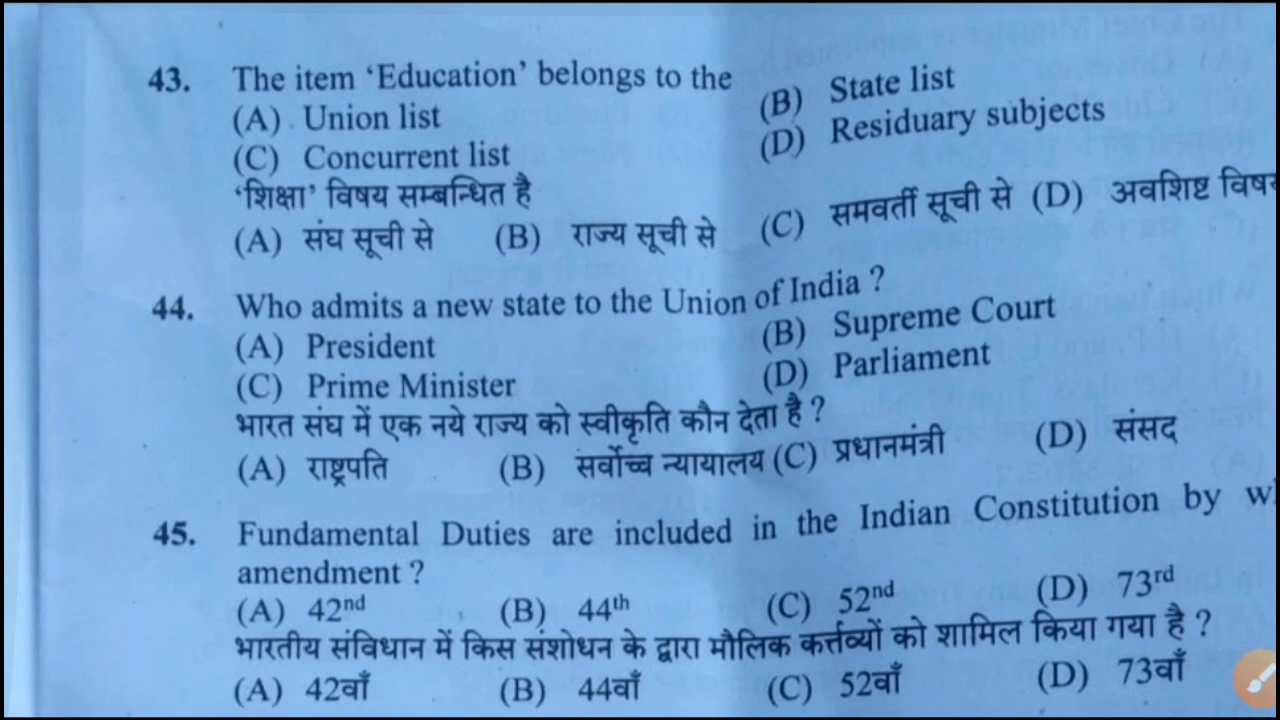 43. The item ‘Education’ belongs to the
(A) Union list (B) State list
(C) Concurrent list (D) Residuary subjects
‘शिक्षा’ विषय सम्बन्धित है
(A) संघ सूची से (B) राज्य सूची से (C) समवर्ती सूची से (D) अवशिष्ट
44. Who admits a new state to the Union of India ?
(A) President (B) Supreme Court
(C) Prime Minister (D) Parliament
भारत संघ में एक नये राज्य को स्वीकृति कौन देता है ?
(A) राष्ट्रपति (B) सर्वोच्च न्यायालय (C) प्रधानमंत्री (D) संसद
45. Fundamental Duties are included in the Indian Constitution by
amendment ?
(A) 42nd (B) 44th (C) 52nd (D) 73rd
भारतीय संविधान में किस संशोधन के द्वारा मौलिक कर्त्तव्यों को शामिल किया गया है ?
(A) 42वाँ (B) 44वाँ (C) 52वाँ (D) 73वाँ